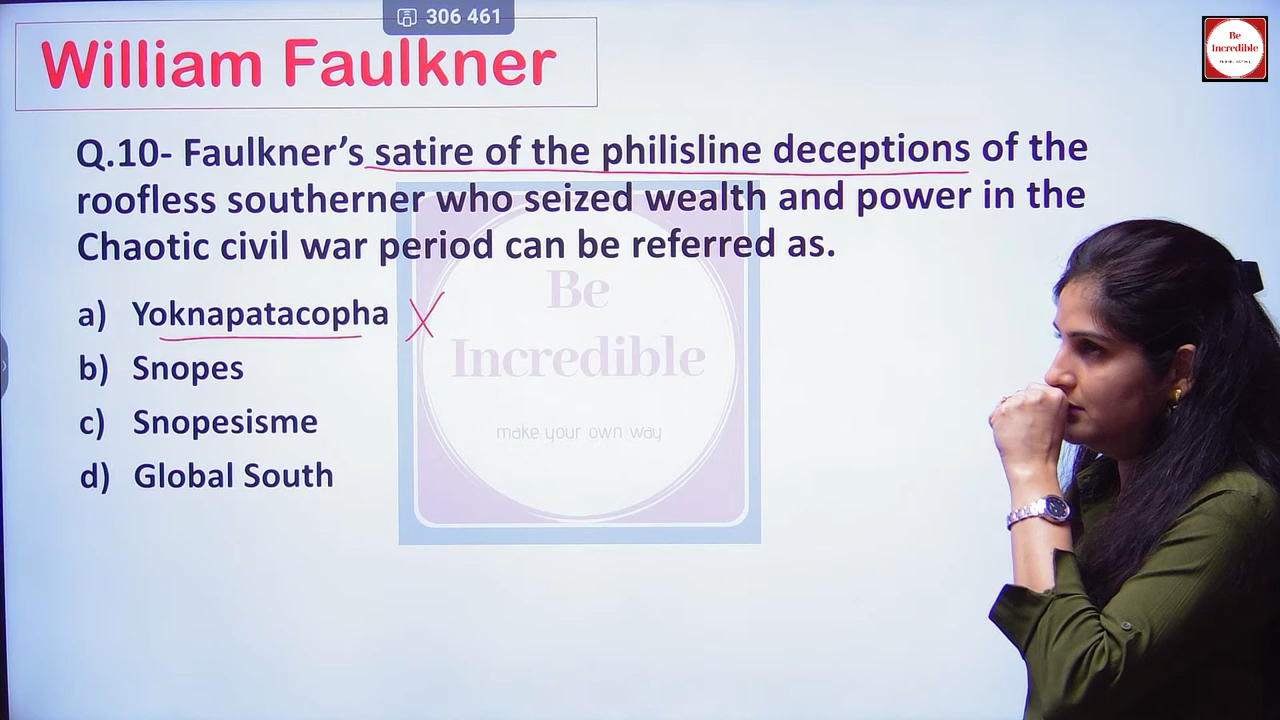 306 461
William Faulkner
Be
Incredible
Q.10- Faulkner's satire of the philisline deceptions of the
roofless southerner who seized wealth and power in the
Chaotic civil war period can be referred as.
a) Yoknapatacopha
b) Snopes
c) Snopesisme
d) Global South
Be
Incredible
make your own way